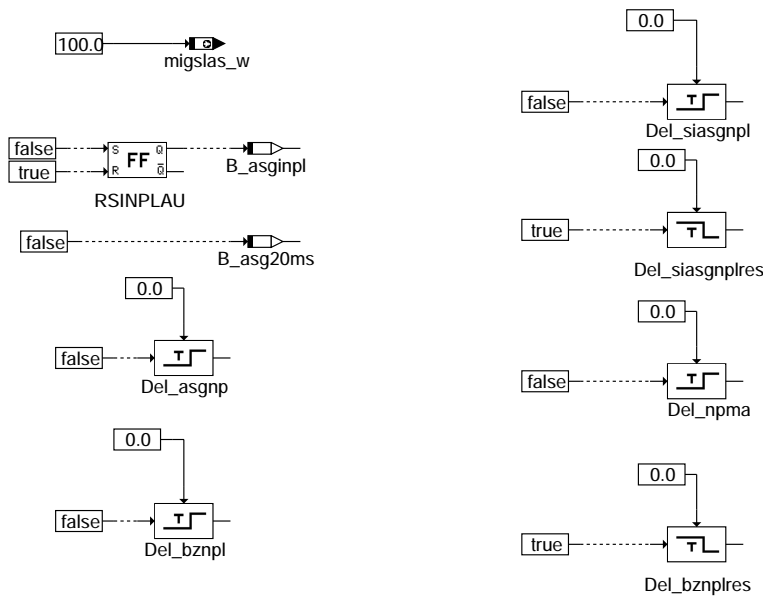 100.0
migslas_w
false
true
S Q
FF
R Q
RSINPLAU
B_asginpl
false
B_asg20ms
0.0
false
T
Del_asgnp
0.0
false
T
Del_bznpl
0.0
false
T
Del_siasgnpl
0.0
true
T
Del_siasgnplres
0.0
false
T
Del_npma
0.0
true
T
Del_bznplres